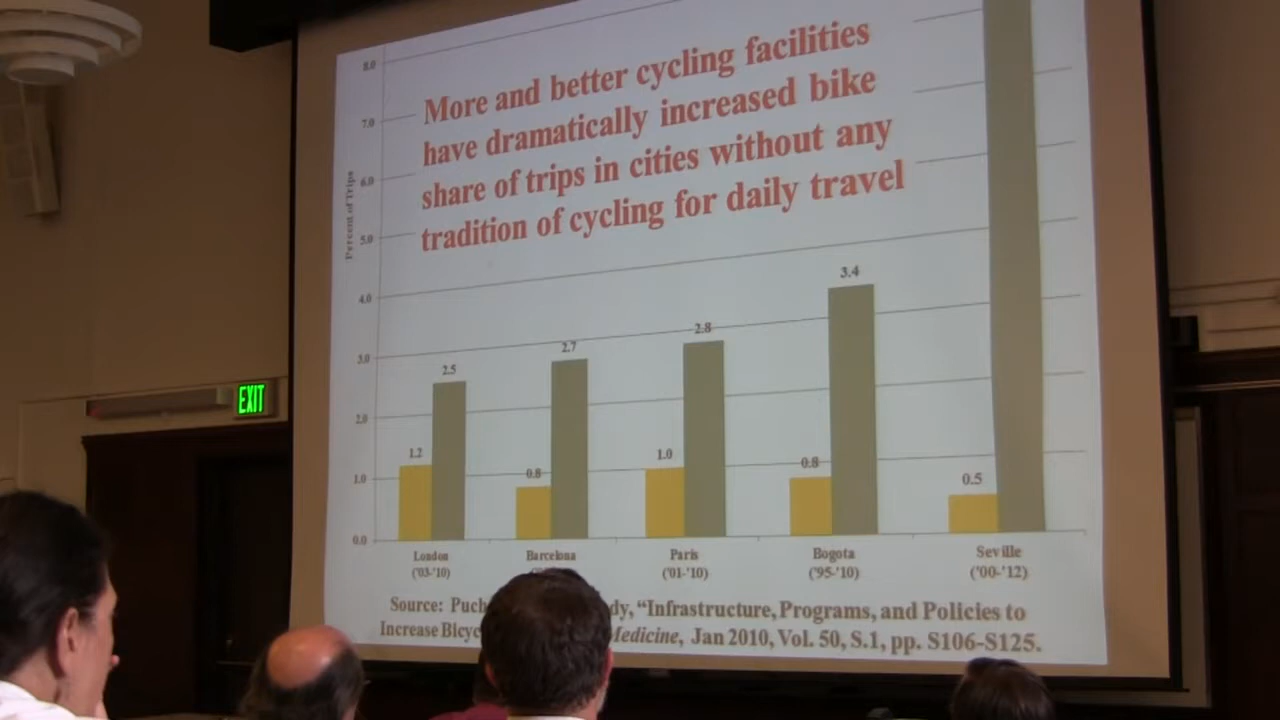 More and better cycling facilities
have dramatically increased bike
share of trips in cities without any
tradition of cycling for daily travel
Percent of Trips
8.0
7.0
6.0
5.0
4.0
3.0
2.0
1.0
0.0
1.2 2.5
0.8 2.7
1.0 2.8
0.8 3.4
0.5
London Barcelona Paris Bogota Seville
('03-'10) ('01-'10) ('95-'10) ('00-'12)
Source: "Infrastructure, Programs, and Policies to
Increase Medicine, Jan 2010, Vol. 50, S.1, pp. S106-S125.
EXIT